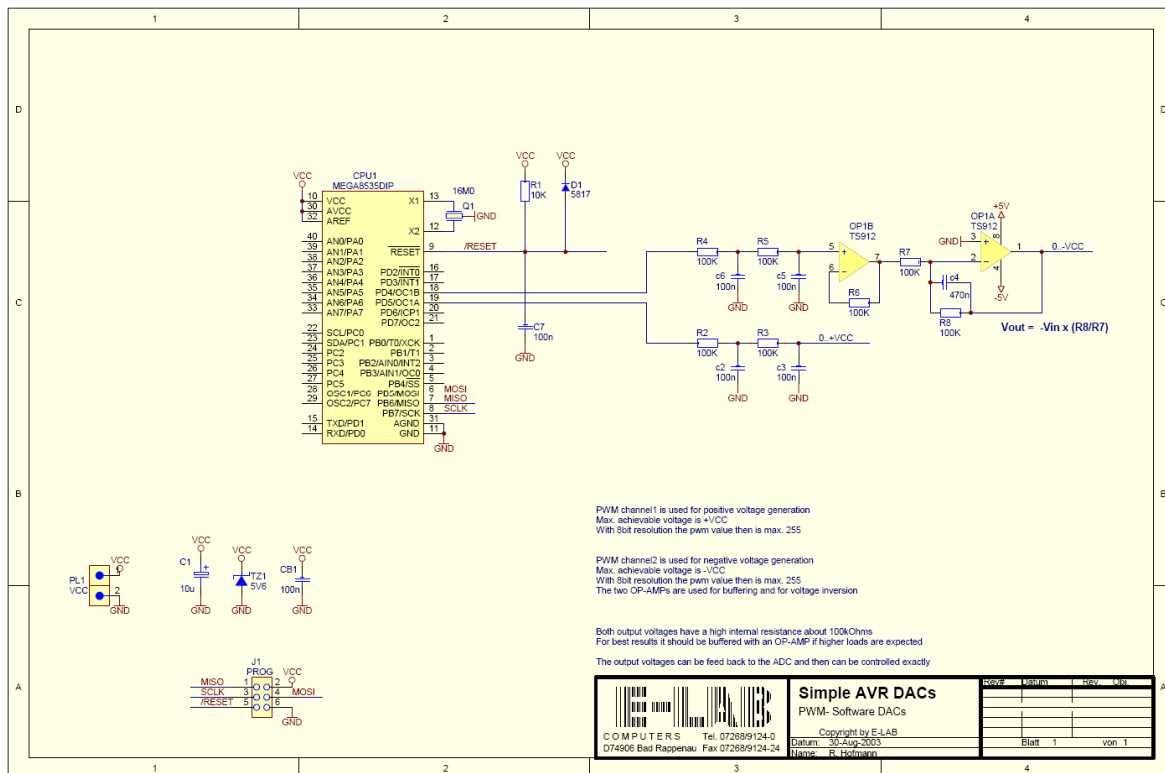 1 2 3 4
D D
VCC
CPU1
MEGA8535DIP
10 VCC
30 AVCC
32 AREF
40 AN0/PA0
39 AN1/PA1
38 AN2/PA2
37 AN3/PA3
36 AN4/PA4
35 AN5/PA5
34 AN6/PA6
33 AN7/PA7
22 SCL/PC0
23 SDA/PC1
24 PC2
25 PC3
26 PC4
27 PC5
28 OSC1/PC6
29 OSC2/PC7
15 TXD/PD1
14 RXD/PD0
X1 13
X2 12
RESET 9
PD2/INT0 16
PD3/INT1 17
PD4/OC1B 18
PD5/OC1A 19
PD6/ICP1 20
PD7/OC2 21
PB0/T0/XCK 1
PB1/T1 2
PB2/AIN0/INT2 3
PB3/AIN1/OC0 4
PB4/SS 5
PB5/MOSI 6 MOSI
PB6/MISO 7 MISO
PB7/SCK 8 SCLK
AGND 31
GND 11
GND
16M0
Q1
GND
/RESET
VCC
R1
10K
VCC
D1
5817
C7
100n
GND
R4
100K
R5
100K
c6
100n
GND
c5
100n
GND
OP1B
TS912
5
6
7
R6
100K
R7
100K
OP1A
TS912
+5V
GND
3
2
8
1
4
-5V
0..-VCC
c4
470n
R8
100K
Vout = -Vin x (R8/R7)
R2
100K
R3
100K
0..+VCC
c2
100n
GND
c3
100n
GND
C C
B B
PWM channel1 is used for positive voltage generation
Max. achievable voltage is +VCC
With 8bit resolution the pwm value then is max. 255
PWM channel2 is used for negative voltage generation
Max. achievable voltage is -VCC
With 8bit resolution the pwm value then is max. 255
The two OP-AMPs are used for buffering and for voltage inversion
Both output voltages have a high internal resistance about 100kOhms
For best results it should be buffered with an OP-AMP if higher loads are expected
The output voltages can be feed back to the ADC and then can be controlled exactly
PL1
VCC
VCC
1
2
GND
VCC
C1
+
10u
GND
VCC
TZ1
5V6
GND
VCC
CB1
100n
GND
A A
J1
PROG
MISO 1 2 VCC
SCLK 3 4 MOSI
/RESET 5 6
GND
E-LAB
COMPUTERS Tel. 07268/9124-0
D74906 Bad Rappenau Fax 07268/9124-24
Simple AVR DACs
PWM- Software DACs
Copyright by E-LAB
Datum: 30-Aug-2003
Name: R. Hofmann
Rev# Datum Rev. Obj.
Blatt 1 von 1
1 2 3 4